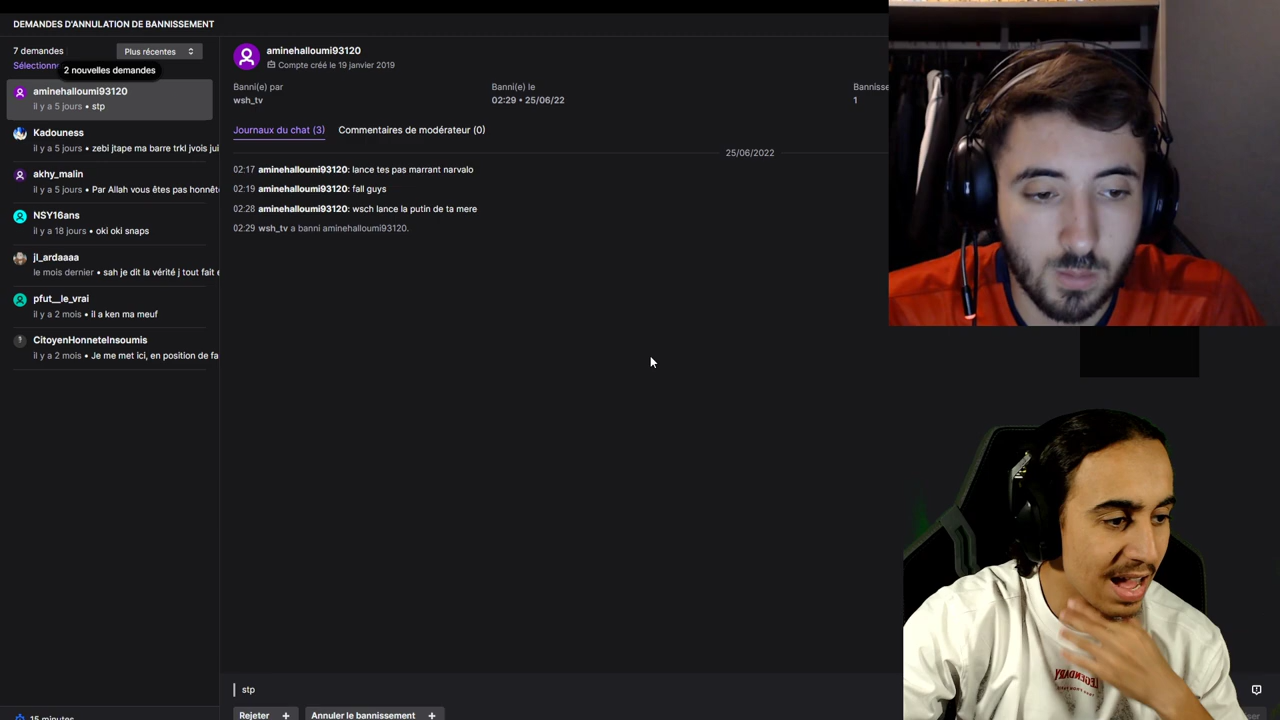 DEMANDES D'ANNULATION DE BANNISSEMENT
7 demandes
Plus récentes
Sélectionn
2 nouvelles demandes
aminehalloumi93120
il y a 5 jours • stp
Kadouness
il y a 5 jours • zebi jtape ma barre trkl jvois jui
akhy_malin
il y a 5 jours • Par Allah vous êtes pas honnêt
NSY16ans
il y a 18 jours • oki oki snaps
jl_ardaaaa
le mois dernier • sah je dit la vérité j tout fait
pfut__le_vrai
il y a 2 mois • il a ken ma meuf
CitoyenHonneteInsoumis
il y a 2 mois • Je me met ici, en position de fa
15 minutes
aminehalloumi93120
Compte créé le 19 janvier 2019
Banni(e) par
wsh_tv
Banni(e) le
02:29 • 25/06/22
Bannisse
1
Journaux du chat (3)
Commentaires de modérateur (0)
25/06/2022
02:17 aminehalloumi93120: lance tes pas marrant narvalo
02:19 aminehalloumi93120: fall guys
02:28 aminehalloumi93120: wsch lance la putin de ta mere
02:29 wsh_tv a banni aminehalloumi93120.
stp
Rejeter +
Annuler le bannissement +
LEGENDARY